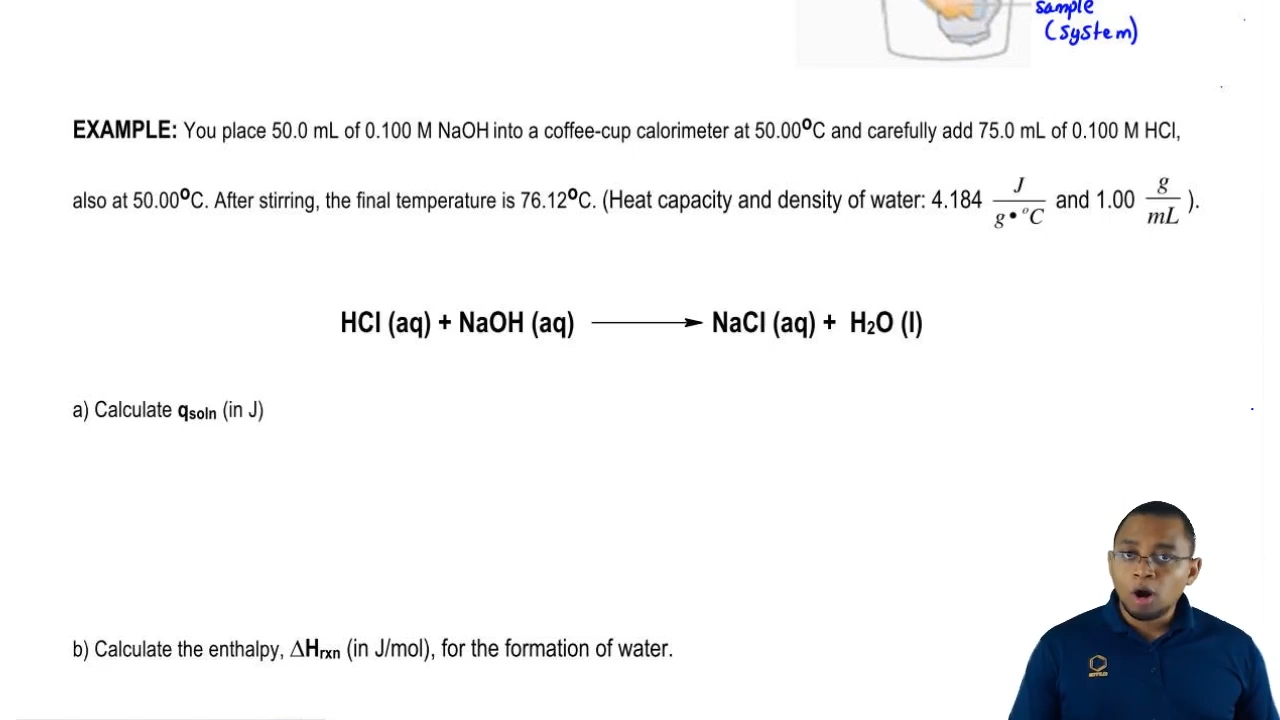 sample
(system)
EXAMPLE: You place 50.0 mL of 0.100 M NaOH into a coffee-cup calorimeter at 50.00ºC and carefully add 75.0 mL of 0.100 M HCl,
also at 50.00ºC. After stirring, the final temperature is 76.12ºC. (Heat capacity and density of water: 4.184 J/g•°C and 1.00 g/mL ).
HCl (aq) + NaOH (aq) ⟶ NaCl (aq) + H₂O (l)
a) Calculate qsoln (in J)
b) Calculate the enthalpy, ΔHrxn (in J/mol), for the formation of water.